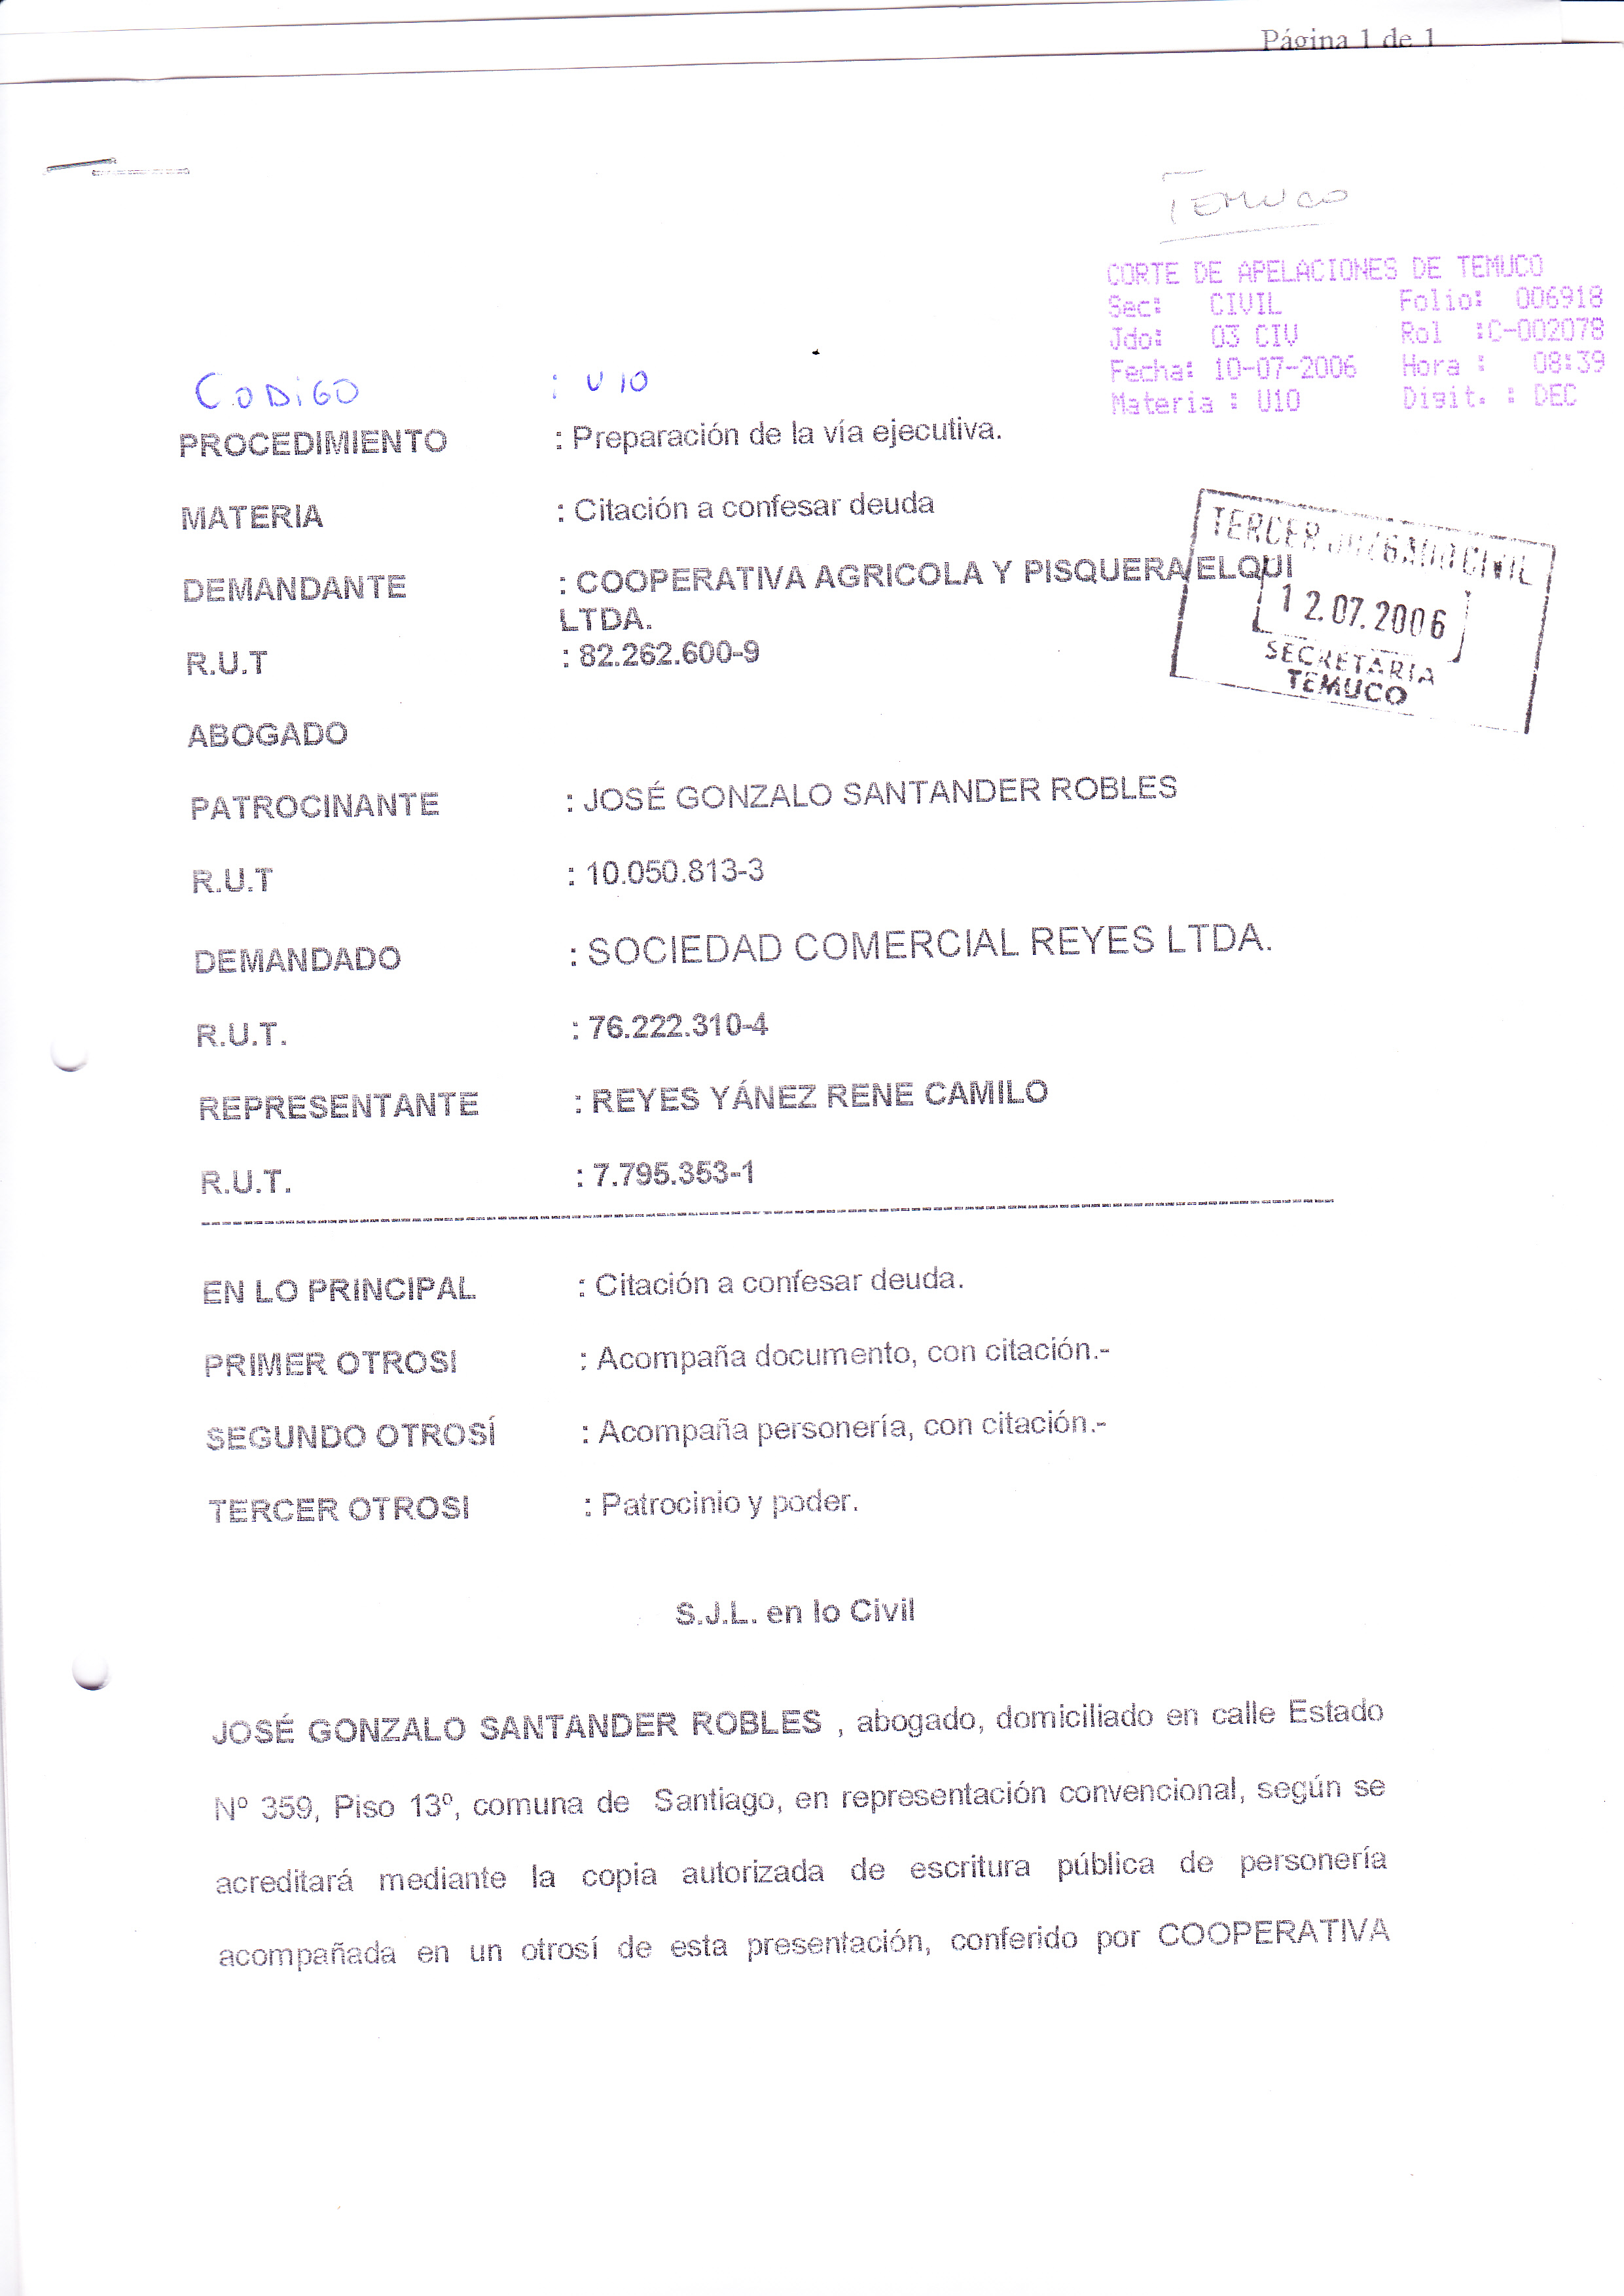 Página 1 de 1
TEMUCO
CORTE DE APELACIONES DE TEMUCO
Sec: CIVIL Folio: 006918
Jdo: 03 CIV Rol :C-002078
Fecha: 10-07-2006 Hora : 08:39
Materia : U10 Digit. : DEC
CODIGO : U10
PROCEDIMIENTO : Preparación de la vía ejecutiva.
MATERIA : Citación a confesar deuda
TERCER JUZGADO CIVIL
12.07.2006
SECRETARIA
TEMUCO
DEMANDANTE : COOPERATIVA AGRICOLA Y PISQUERA ELQUI
LTDA.
R.U.T : 82.262.600-9
ABOGADO
PATROCINANTE : JOSÉ GONZALO SANTANDER ROBLES
R.U.T : 10.050.813-3
DEMANDADO : SOCIEDAD COMERCIAL REYES LTDA.
R.U.T. : 76.222.310-4
REPRESENTANTE : REYES YÁNEZ RENE CAMILO
R.U.T. : 7.795.353-1
EN LO PRINCIPAL : Citación a confesar deuda.
PRIMER OTROSI : Acompaña documento, con citación.-
SEGUNDO OTROSÍ : Acompaña personería, con citación.-
TERCER OTROSI : Patrocinio y poder.
S.J.L. en lo Civil
JOSÉ GONZALO SANTANDER ROBLES , abogado, domiciliado en calle Estado
Nº 359, Piso 13º, comuna de Santiago, en representación convencional, según se
acreditará mediante la copia autorizada de escritura pública de personería
acompañada en un otrosí de esta presentación, conferido por COOPERATIVA